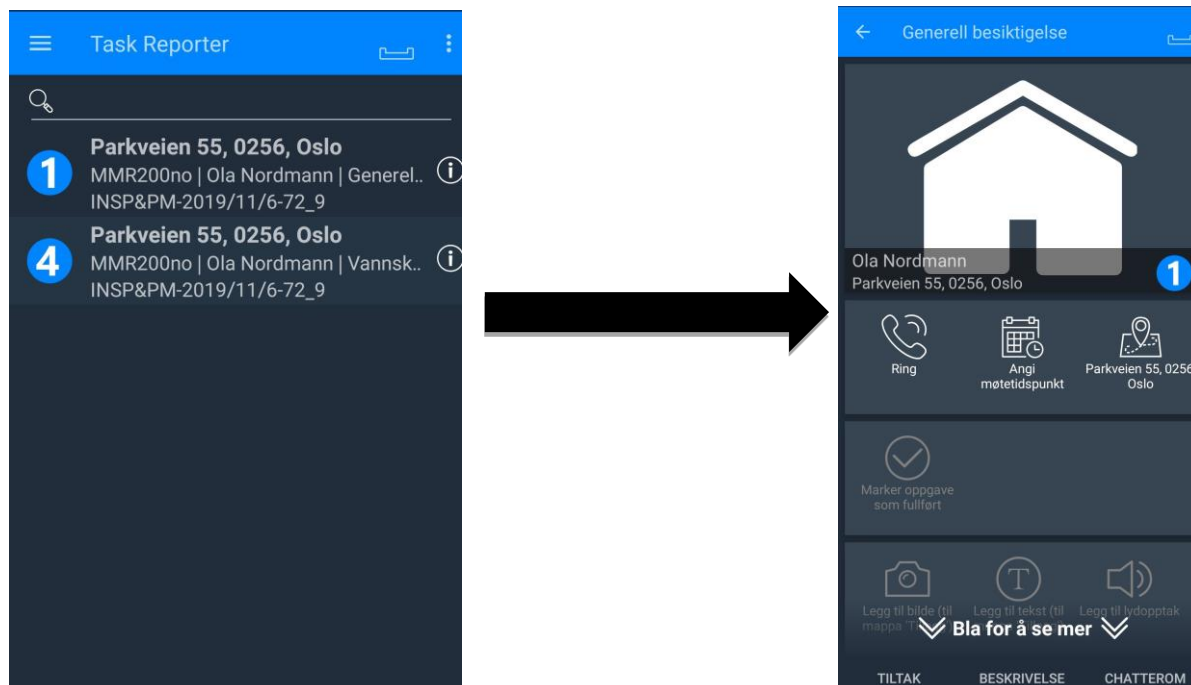 Task Reporter
1
Parkveien 55, 0256, Oslo
MMR200no | Ola Nordmann | Generel..
INSP&PM-2019/11/6-72_9
4
Parkveien 55, 0256, Oslo
MMR200no | Ola Nordmann | Vannsk..
INSP&PM-2019/11/6-72_9
Generell besiktigelse
Ola Nordmann
Parkveien 55, 0256, Oslo
1
Ring
Angi
møtetidspunkt
Parkveien 55, 0256
Oslo
Marker oppgave
som fullført
Legg til bilde (til
mappa
Legg til tekst (til
Legg til lydopptak
Bla for å se mer
TILTAK
BESKRIVELSE
CHATTEROM